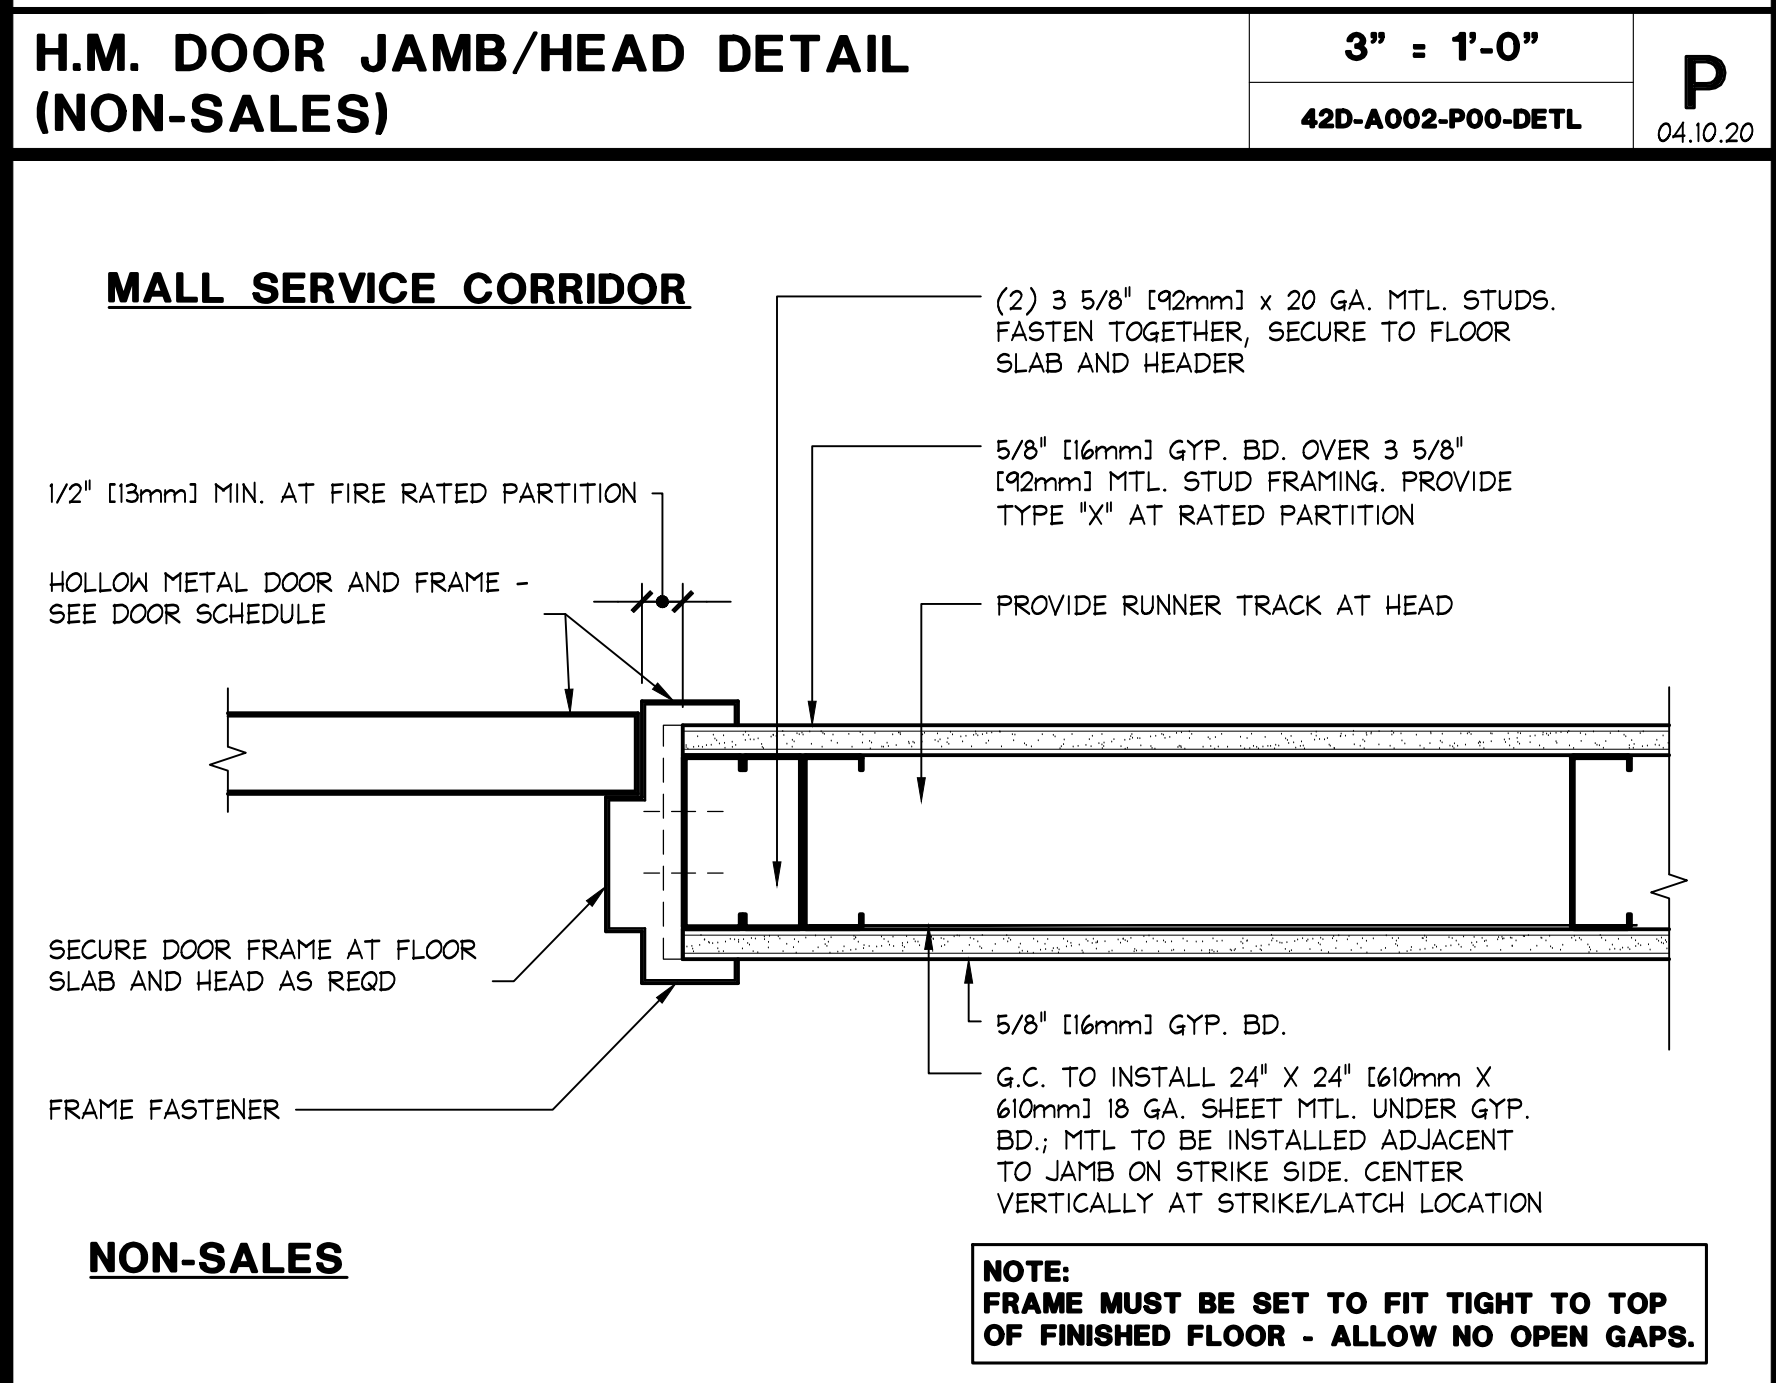 H.M. DOOR JAMB/HEAD DETAIL
(NON-SALES)
3” = 1’-0”
42D-A002-P00-DETL
P
04.10.20
MALL SERVICE CORRIDOR
(2) 3 5/8" [92mm] x 20 GA. MTL. STUDS.
FASTEN TOGETHER, SECURE TO FLOOR
SLAB AND HEADER
5/8" [16mm] GYP. BD. OVER 3 5/8"
[92mm] MTL. STUD FRAMING. PROVIDE
TYPE "X" AT RATED PARTITION
1/2" [13mm] MIN. AT FIRE RATED PARTITION
HOLLOW METAL DOOR AND FRAME -
SEE DOOR SCHEDULE
PROVIDE RUNNER TRACK AT HEAD
SECURE DOOR FRAME AT FLOOR
SLAB AND HEAD AS REQD
5/8" [16mm] GYP. BD.
G.C. TO INSTALL 24" X 24" [610mm X
610mm] 18 GA. SHEET MTL. UNDER GYP.
BD.; MTL TO BE INSTALLED ADJACENT
TO JAMB ON STRIKE SIDE. CENTER
VERTICALLY AT STRIKE/LATCH LOCATION
FRAME FASTENER
NON-SALES
NOTE:
FRAME MUST BE SET TO FIT TIGHT TO TOP
OF FINISHED FLOOR - ALLOW NO OPEN GAPS.